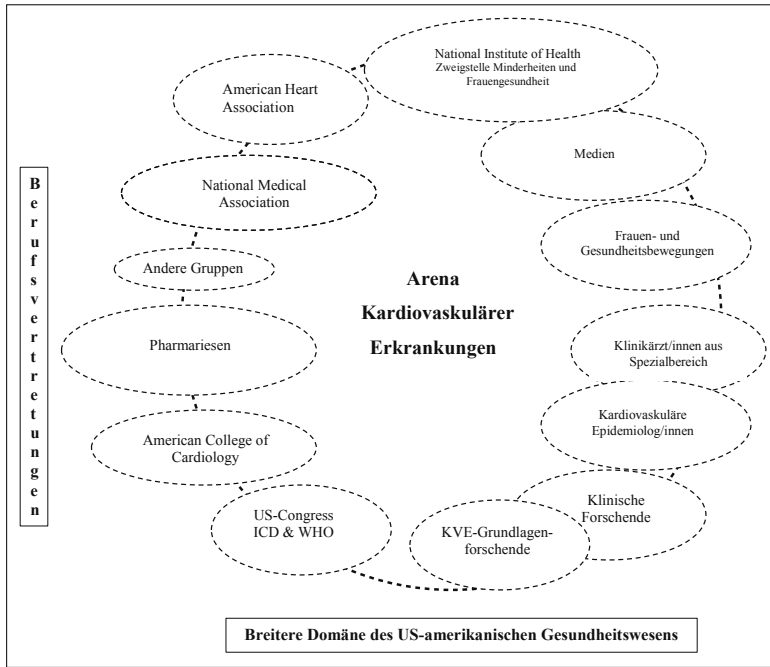 National Institute of Health
Zweigstelle Minderheiten und
Frauengesundheit
American Heart
Association
Medien
National Medical
Association
Frauen- und
Gesundheitsbewegungen
Andere Gruppen
Arena
Kardiovaskulärer
Erkrankungen
Pharmariesen
Klinikärzt/innen aus
Spezialbereich
Kardiovaskuläre
Epidemiolog/innen
American College of
Cardiology
Klinische
Forschende
US-Congress
ICD & WHO
KVE-Grundlagen-
forschende
Berufsvertretungen
Breitere Domäne des US-amerikanischen Gesundheitswesens